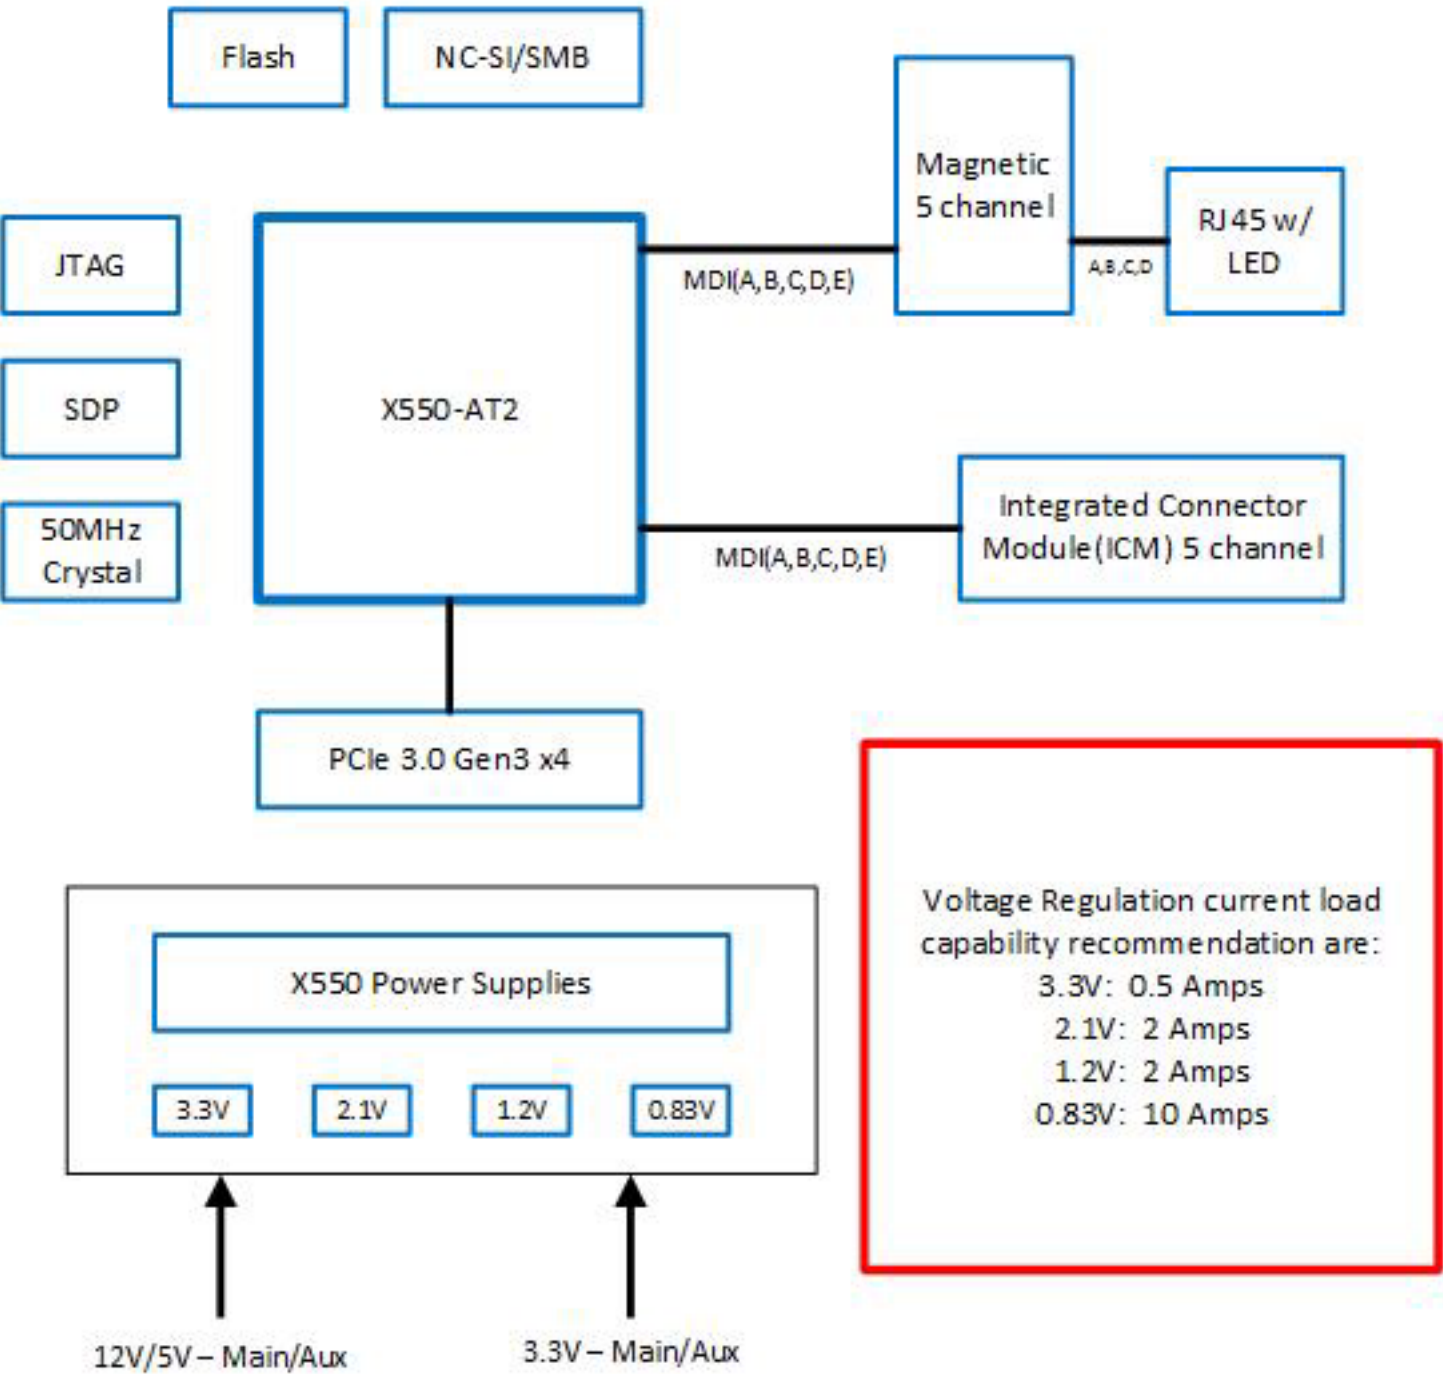 Flash
NC-SI/SMB
Magnetic
5 channel
RJ45 w/
LED
JTAG
MDI(A,B,C,D,E)
A,B,C,D
SDP
X550-AT2
50MHz
Crystal
Integrated Connector
Module(ICM) 5 channel
MDI(A,B,C,D,E)
PCIe 3.0 Gen3 x4
Voltage Regulation current load
capability recommendation are:
3.3V: 0.5 Amps
2.1V: 2 Amps
1.2V: 2 Amps
0.83V: 10 Amps
X550 Power Supplies
3.3V
2.1V
1.2V
0.83V
12V/5V – Main/Aux
3.3V – Main/Aux